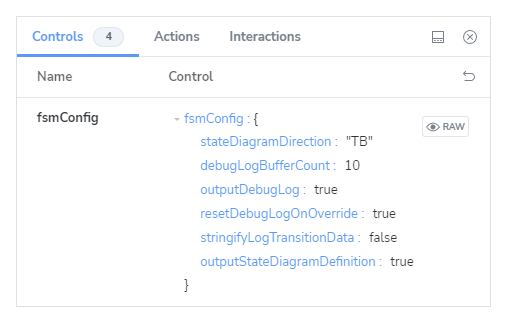 Controls 4 Actions Interactions
Name Control
fsmConfig
fsmConfig : {
RAW
stateDiagramDirection : "TB"
debugLogBufferCount : 10
outputDebugLog : true
resetDebugLogOnOverride : true
stringifyLogTransitionData : false
outputStateDiagramDefinition : true
}